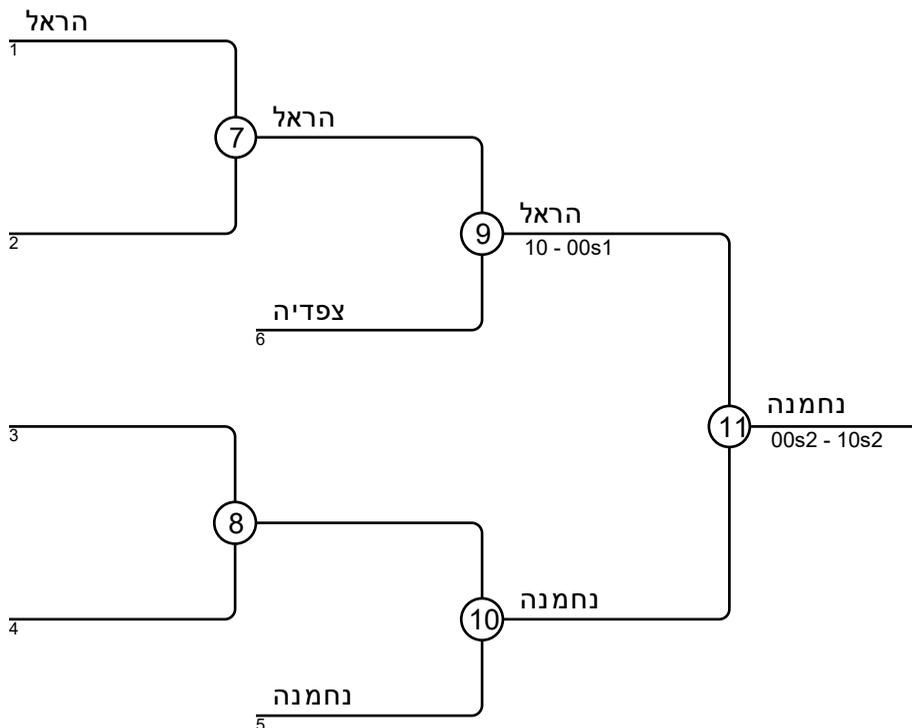 הראל
1
הראל
7
2
הראל
9
10 - 00s1
צפדיה
6
נחמנה
3
11
00s2 - 10s2
8
נחמנה
4
10
נחמנה
5